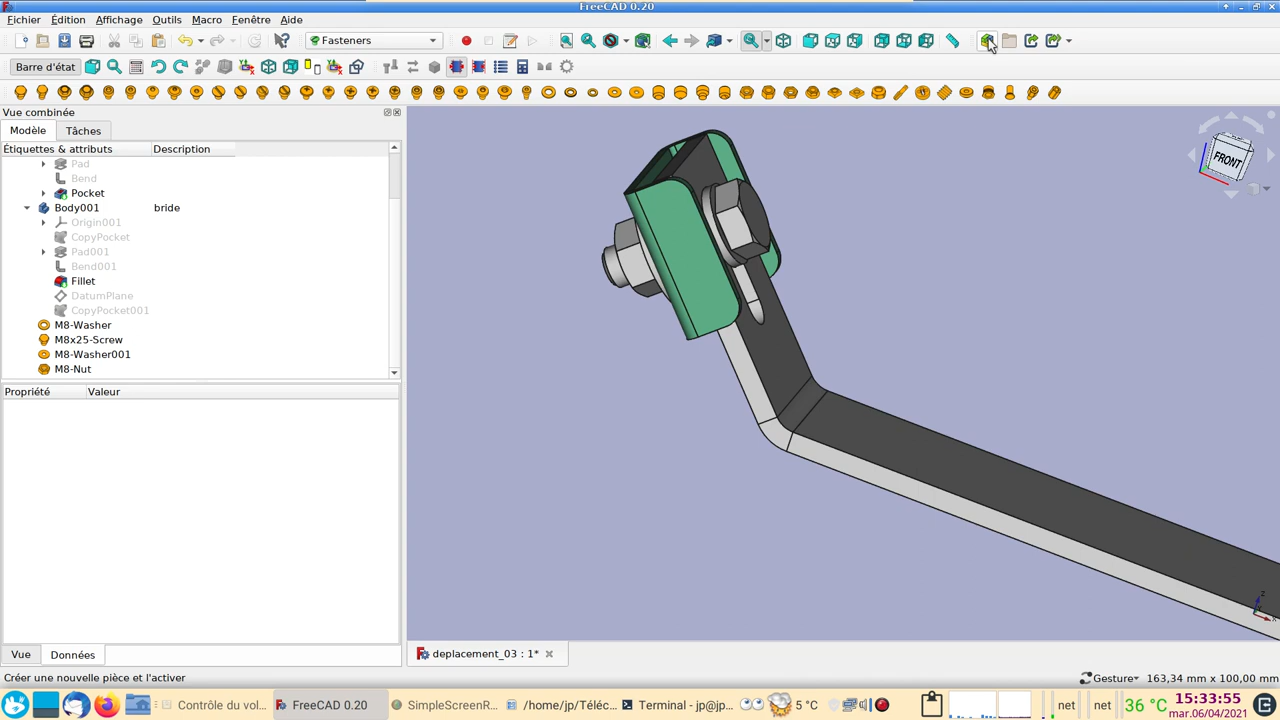 FreeCAD 0.20
Fichier Édition Affichage Outils Macro Fenêtre Aide
Fasteners
Barre d'état
Vue combinée
Modèle Tâches
Étiquettes & attributs Description
Pad
Bend
Pocket
Body001 bride
Origin001
CopyPocket
Pad001
Bend001
Fillet
DatumPlane
CopyPocket001
M8-Washer
M8x25-Screw
M8-Washer001
M8-Nut
Propriété Valeur
FRONT
z
x
Vue Données
deplacement_03 : 1*
Créer une nouvelle pièce et l'activer
Gesture 163,34 mm x 100,00 mm
Contrôle du vol... FreeCAD 0.20 SimpleScreenR... /home/jp/Téléc... Terminal - jp@jp... 5 °C net net 36 °C 15:33:55
mar.06/04/2021